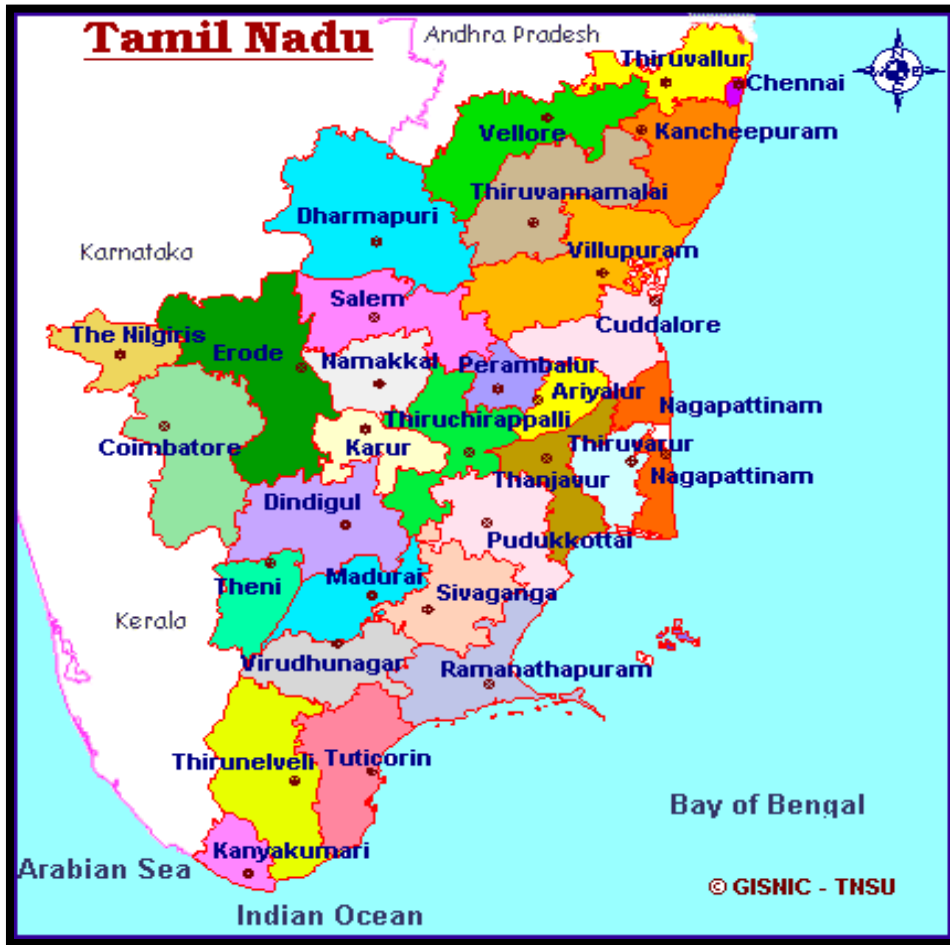 Tamil Nadu
Andhra Pradesh
Thiruvallur
Chennai
Vellore
Kancheepuram
Thiruvannamalai
Dharmapuri
Villupuram
Karnataka
Salem
Cuddalore
The Nilgiris
Erode
Namakkal
Perambalur
Ariyalur
Nagapattinam
Thiruchirappalli
Coimbatore
Karur
Thiruvarur
Thanjavur
Nagapattinam
Dindigul
Pudukkottai
Theni
Madurai
Sivaganga
Kerala
Virudhunagar
Ramanathapuram
Thirunelveli
Tuticorin
Bay of Bengal
Kanyakumari
Arabian Sea
© GISNIC - TNSU
Indian Ocean